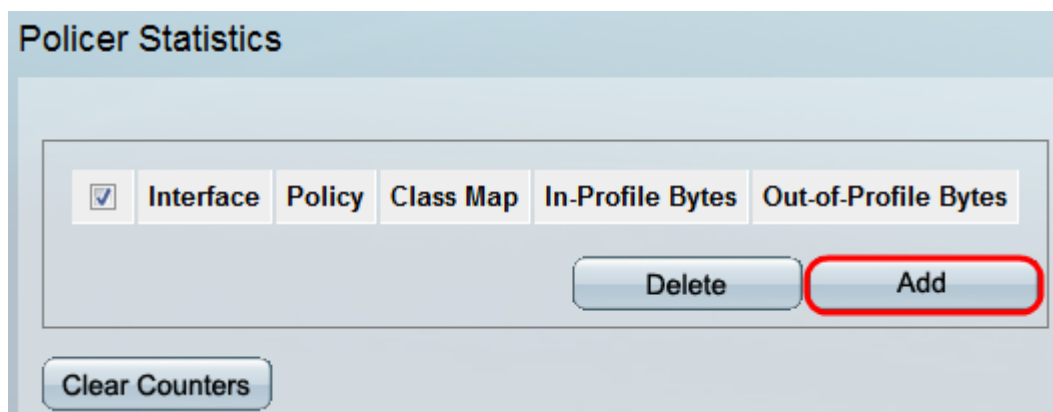 Policer Statistics
Interface Policy Class Map In-Profile Bytes Out-of-Profile Bytes
Delete Add
Clear Counters